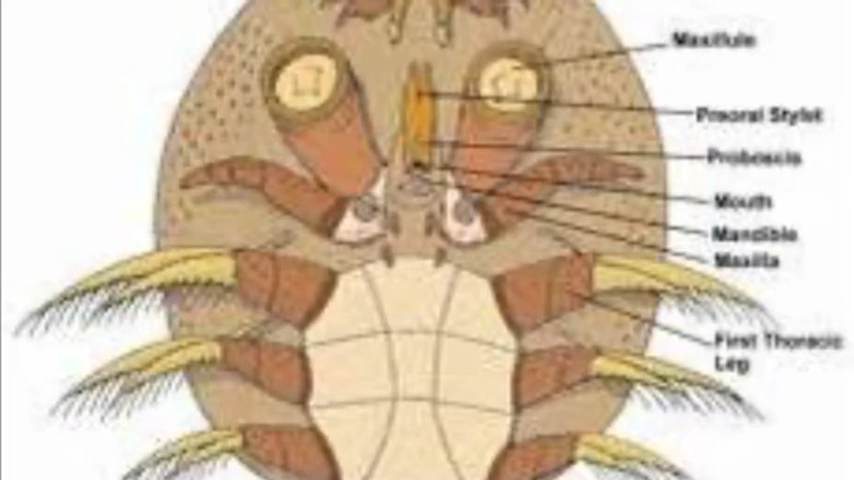 Maxillule
Preoral Stylet
Proboscis
Mouth
Mandible
Maxilla
First Thoracic
Leg